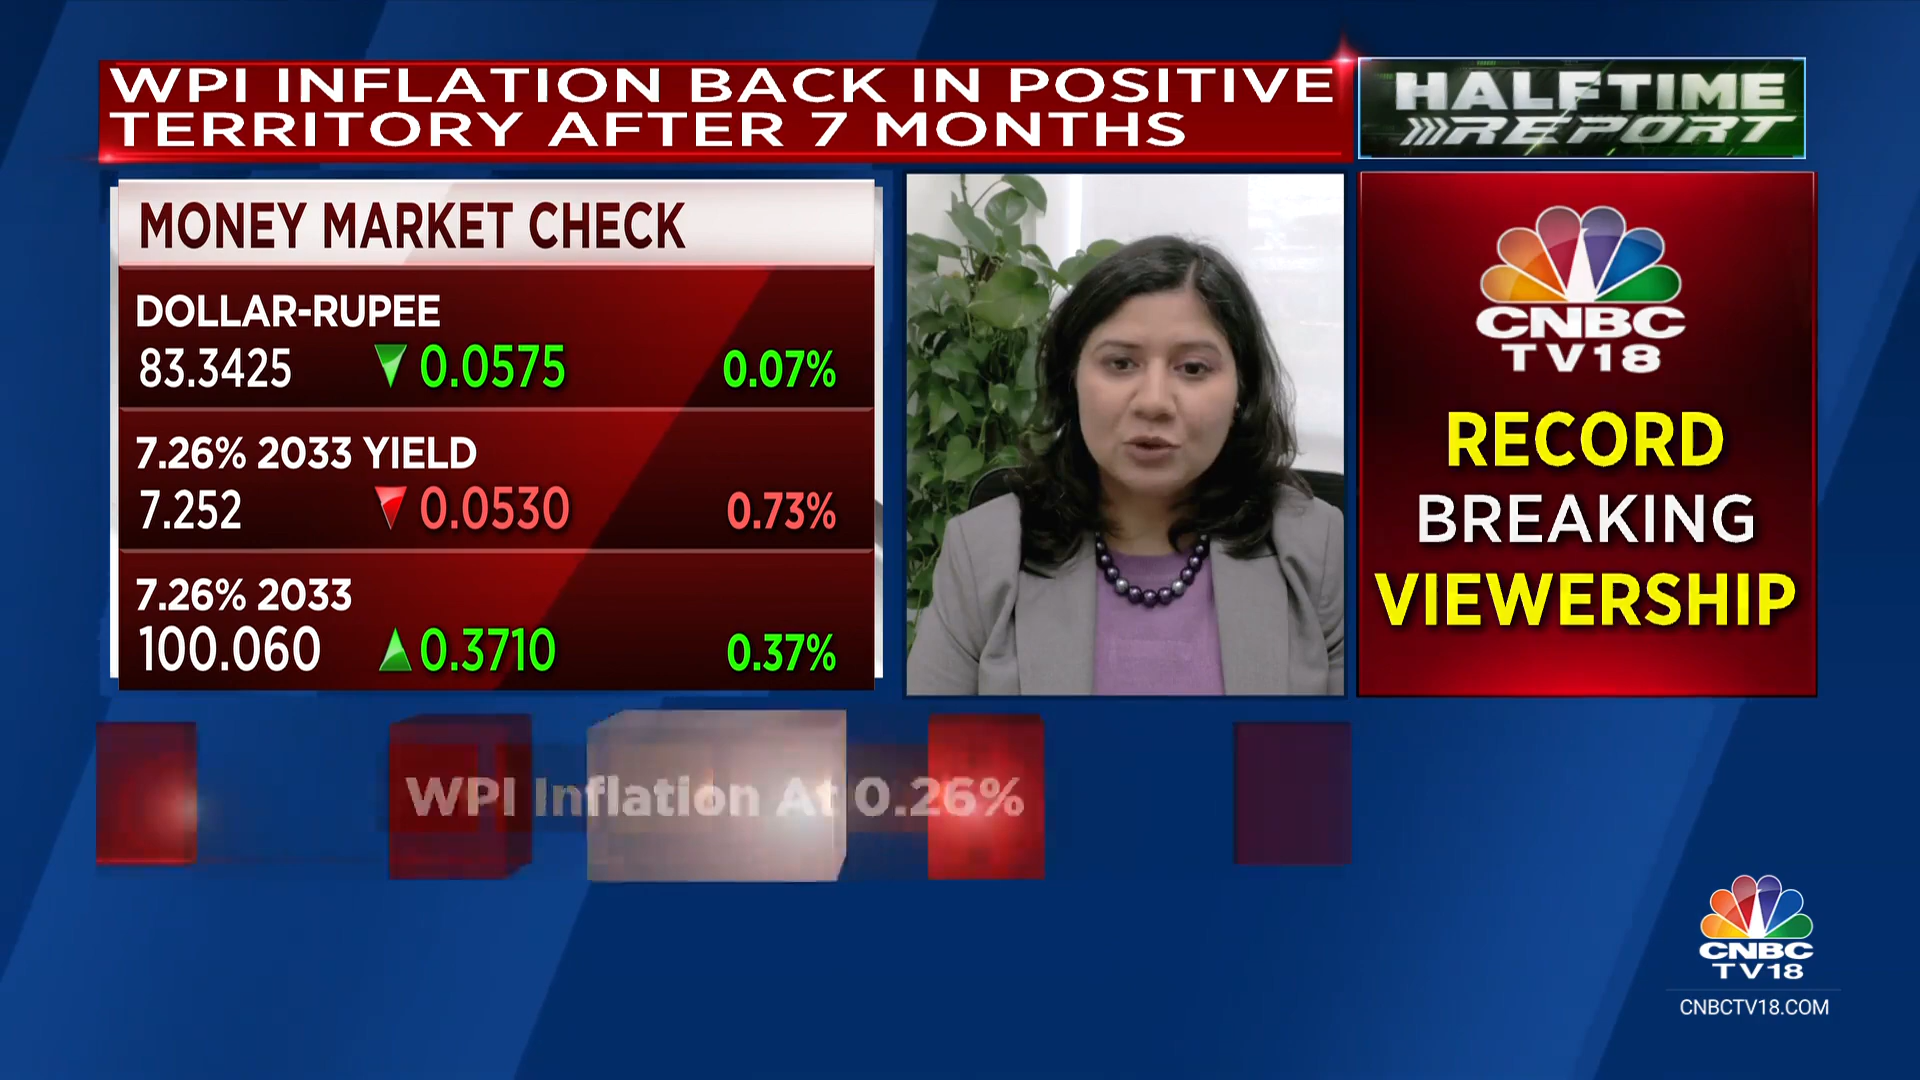 WPI INFLATION BACK IN POSITIVE
TERRITORY AFTER 7 MONTHS
HALFTIME
REPORT
MONEY MARKET CHECK
DOLLAR-RUPEE
83.3425 ▼ 0.0575 0.07%
7.26% 2033 YIELD
7.252 ▼ 0.0530 0.73%
7.26% 2033
100.060 ▲ 0.3710 0.37%
CNBC
TV18
RECORD
BREAKING
VIEWERSHIP
WPI Inflation At 0.26%
CNBC
TV18
CNBCTV18.COM